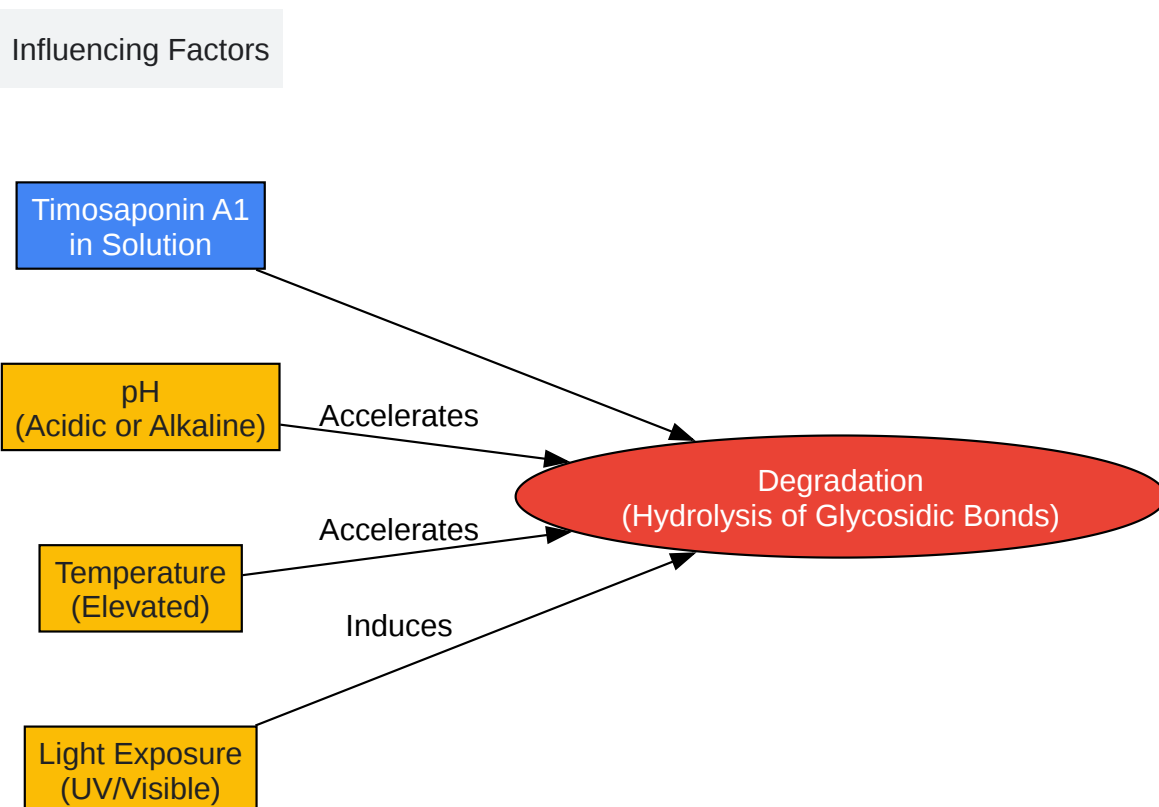 Influencing Factors
Timosaponin A1
in Solution
pH
(Acidic or Alkaline)
Accelerates
Temperature
(Elevated)
Accelerates
Light Exposure
(UV/Visible)
Induces
Degradation
(Hydrolysis of Glycosidic Bonds)